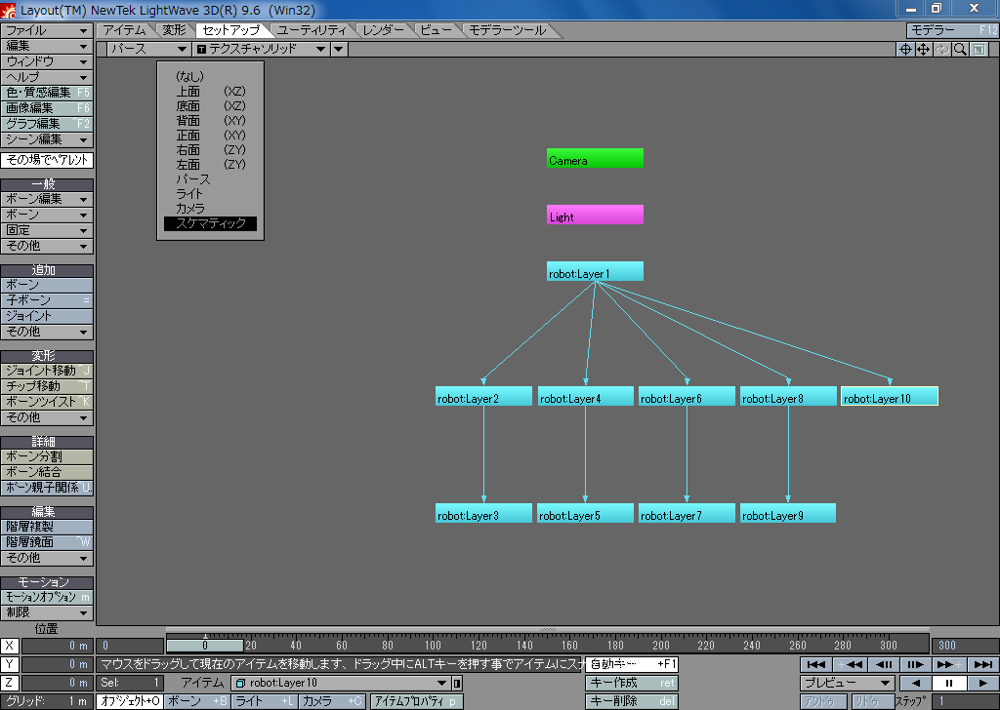 Layout(TM) NewTek LightWave 3D(R) 9.6 (Win32)
ファイル
アイテム 変形 セットアップ ユーティリティ レンダー ビュー モデラーツール
モデラー F12
編集
パース テクスチャソリッド
ウィンドウ
ヘルプ
色・質感編集 F5
画像編集 F6
グラフ編集 ^F2
シーン編集
その場でペアレント
一般
ボーン編集
ボーン
固定
その他
追加
ボーン
子ボーン =
ジョイント
その他
変形
ジョイント移動 ^J
チップ移動 ^T
ボーンツイスト ^K
その他
詳細
ボーン分割
ボーン結合
ボーン親子関係 U
編集
階層複製
階層鏡面 ^W
その他
モーション
モーションオプション m
制限
(なし)
上面 (XZ)
底面 (XZ)
背面 (XY)
正面 (XY)
右面 (ZY)
左面 (ZY)
パース
ライト
カメラ
スケマティック
Camera
Light
robot:Layer1
robot:Layer2 robot:Layer4 robot:Layer6 robot:Layer8 robot:Layer10
robot:Layer3 robot:Layer5 robot:Layer7 robot:Layer9
位置
X 0 m 0 0 20 40 60 80 100 120 140 160 180 200 220 240 260 280 300 300
Y 0 m マウスをドラッグして現在のアイテムを移動します、ドラッグ中にALTキーを押す事でアイテムにスナ 自動キー +F1
Z 0 m Sel: 1 アイテム robot:Layer10 キー作成 ret プレビュー
グリッド: 1 m オブジェクト+O ボーン +B ライト +L カメラ +C アイテムプロパティ p キー削除 del アンドゥ リドゥ ステップ 1